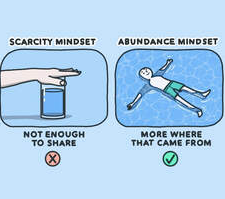 SCARCITY MINDSET
NOT ENOUGH
TO SHARE
ABUNDANCE MINDSET
MORE WHERE
THAT CAME FROM